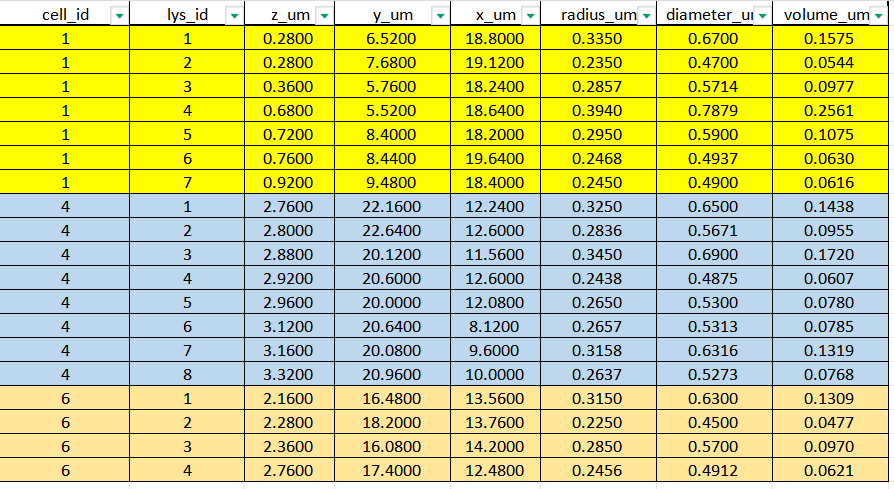 cell_id lys_id z_um y_um x_um radius_um diameter_u volume_um
1 1 0.2800 6.5200 18.8000 0.3350 0.6700 0.1575
1 2 0.2800 7.6800 19.1200 0.2350 0.4700 0.0544
1 3 0.3600 5.7600 18.2400 0.2857 0.5714 0.0977
1 4 0.6800 5.5200 18.6400 0.3940 0.7879 0.2561
1 5 0.7200 8.4000 18.2000 0.2950 0.5900 0.1075
1 6 0.7600 8.4400 19.6400 0.2468 0.4937 0.0630
1 7 0.9200 9.4800 18.4000 0.2450 0.4900 0.0616
4 1 2.7600 22.1600 12.2400 0.3250 0.6500 0.1438
4 2 2.8000 22.6400 12.6000 0.2836 0.5671 0.0955
4 3 2.8800 20.1200 11.5600 0.3450 0.6900 0.1720
4 4 2.9200 20.6000 12.6000 0.2438 0.4875 0.0607
4 5 2.9600 20.0000 12.0800 0.2650 0.5300 0.0780
4 6 3.1200 20.6400 8.1200 0.2657 0.5313 0.0785
4 7 3.1600 20.0800 9.6000 0.3158 0.6316 0.1319
4 8 3.3200 20.9600 10.0000 0.2637 0.5273 0.0768
6 1 2.1600 16.4800 13.5600 0.3150 0.6300 0.1309
6 2 2.2800 18.2000 13.7600 0.2250 0.4500 0.0477
6 3 2.3600 16.0800 14.2000 0.2850 0.5700 0.0970
6 4 2.7600 17.4000 12.4800 0.2456 0.4912 0.0621